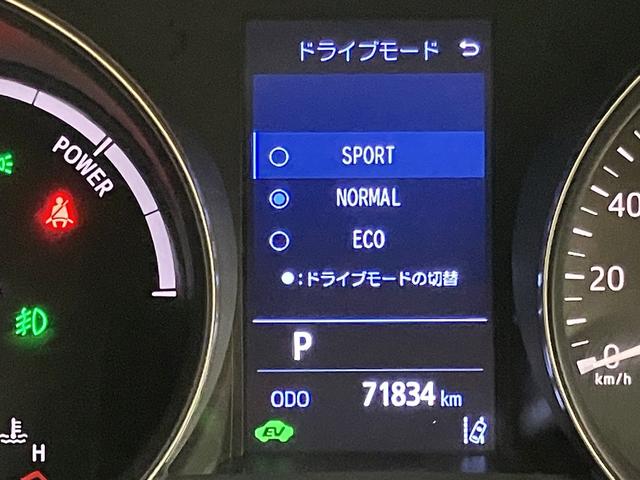 ドライブモード
POWER
SPORT
NORMAL
ECO
●:ドライブモードの切替
40
20
0
km/h
P
ODO 71834 km
EV
H